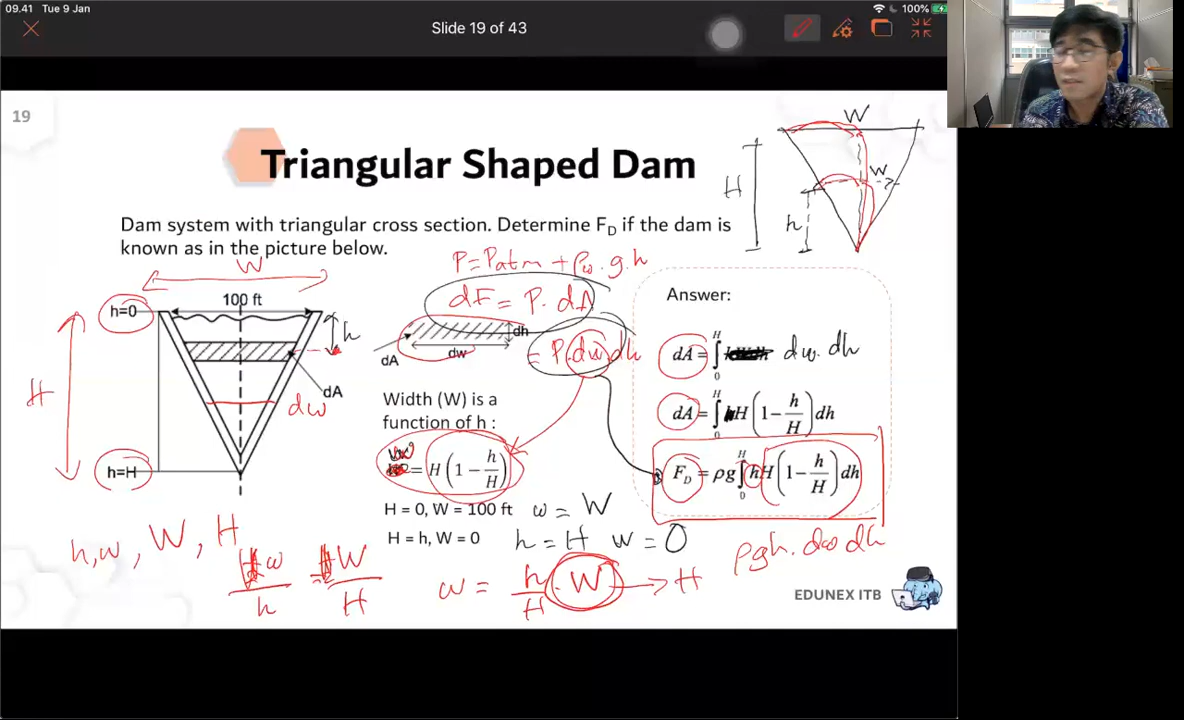 09.41 Tue 9 Jan
100%
Slide 19 of 43
19
Triangular Shaped Dam
Dam system with triangular cross section. Determine F_D if the dam is
known as in the picture below.
W
H
w
h
P = Patm + ρw . g . h
dF = P . dA
= P . dw . dh
W
100 ft
h=0
h
H
dA
dw
h=H
dh
dw
dA
Width (W) is a
function of h :
w = H (1 − h/H)
H = 0, W = 100 ft
w = W
H = h, W = 0
h = H w = 0
Answer:
dA = ∫₀ᴴ dw . dh
dA = ∫₀ᴴ H (1 − h/H) dh
F_D = ρg ∫₀ᴴ hH (1 − h/H) dh
ρgh . dw dh
h, w, W, H
w/h = W/H
w = h/H . W → H
EDUNEX ITB